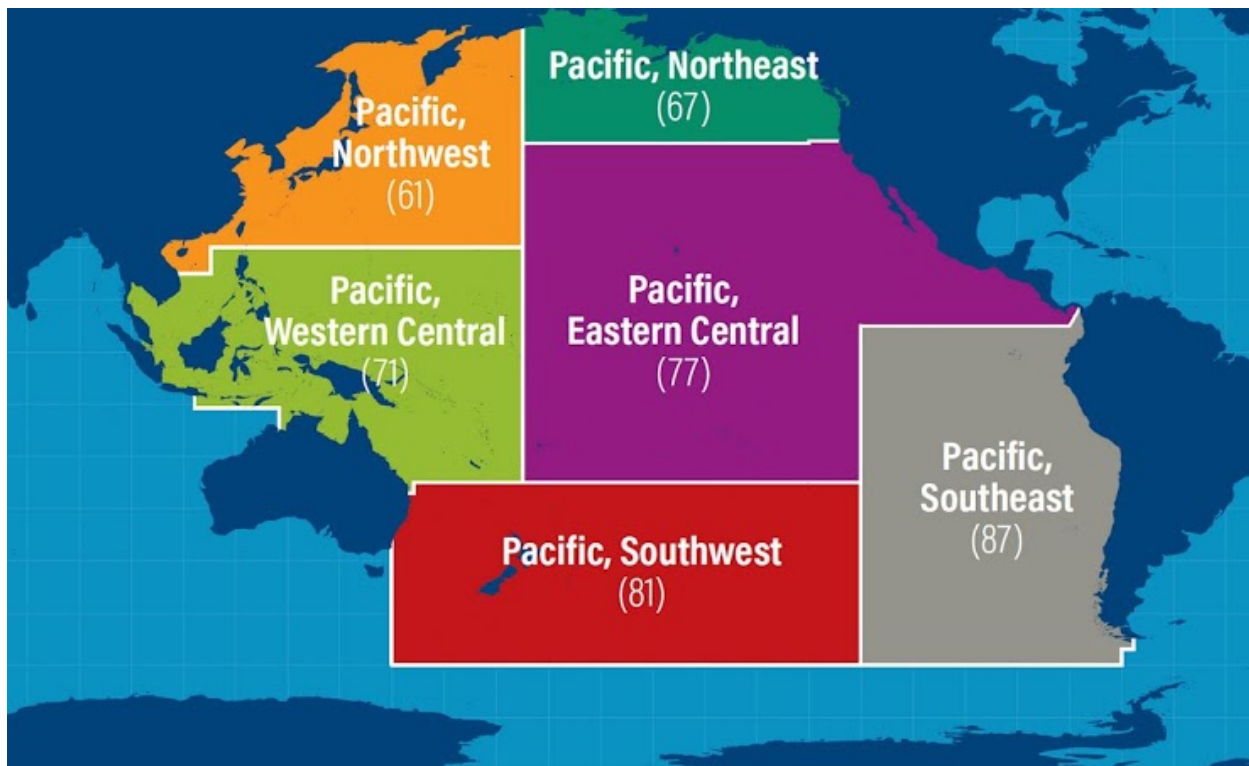 Pacific, Northeast
(67)
Pacific,
Northwest
(61)
Pacific,
Western Central
(71)
Pacific,
Eastern Central
(77)
Pacific,
Southeast
(87)
Pacific, Southwest
(81)